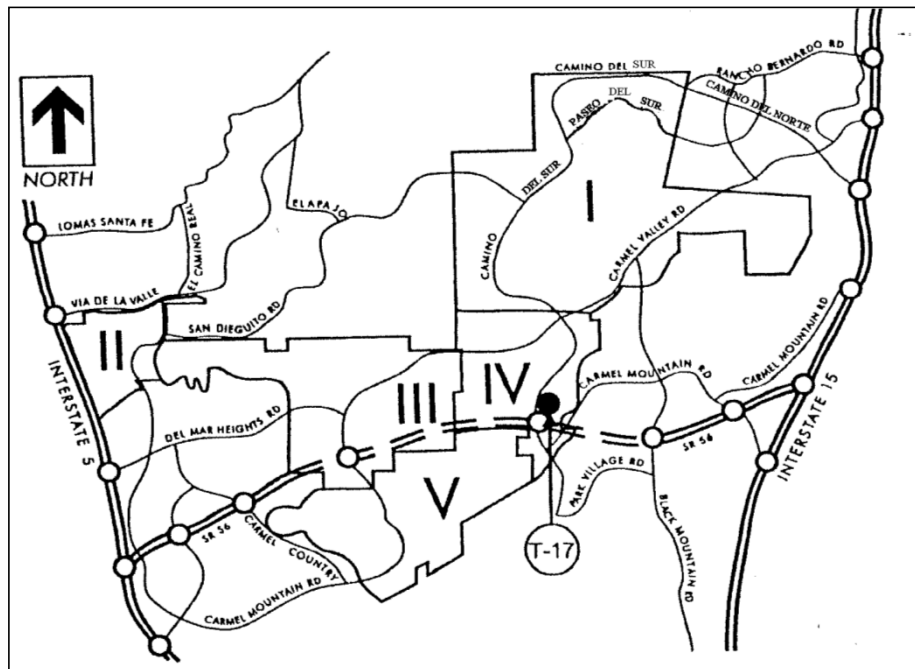 CAMINO DEL SUR
RANCHO BERNARDO RD
CAMINO DEL NORTE
PASEO DEL SUR
NORTH
LOMAS SANTA FE
EL CAMINO REAL
EL APAJO
DEL SUR
CAMINO
I
CARMEL VALLEY RD
VIA DE LA VALLE
SAN DIEGUITO RD
II
INTERSTATE 5
III
IV
CARMEL MOUNTAIN RD
CARMEL MOUNTAIN RD
DEL MAR HEIGHTS RD
SR 56
INTERSTATE 15
V
PARK VILLAGE RD
SR 56
CARMEL COUNTRY
BLACK MOUNTAIN RD
T-17
CARMEL MOUNTAIN RD